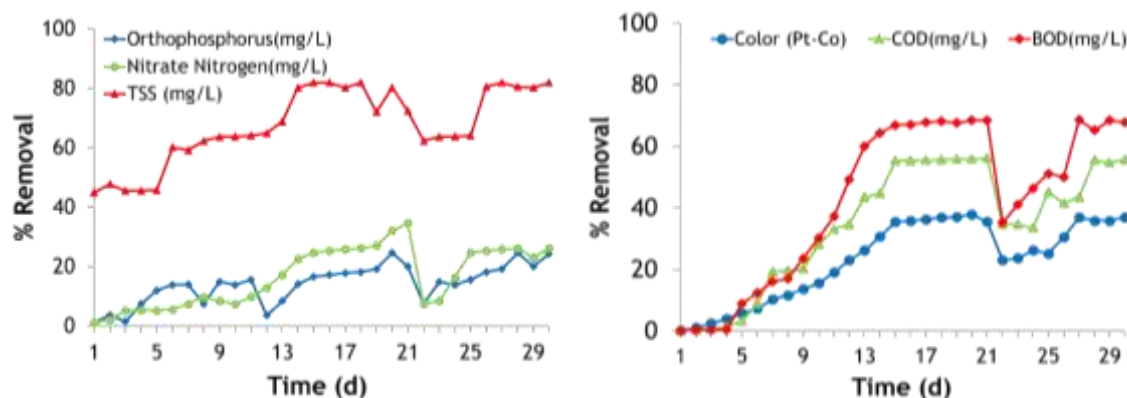 100
80
60
40
20
0
% Removal
Orthophosphorus(mg/L)
Nitrate Nitrogen(mg/L)
TSS (mg/L)
1 5 9 13 17 21 25 29
Time (d)
100
80
60
40
20
0
% Removal
Color (Pt-Co) COD(mg/L) BOD(mg/L)
1 5 9 13 17 21 25 29
Time (d)